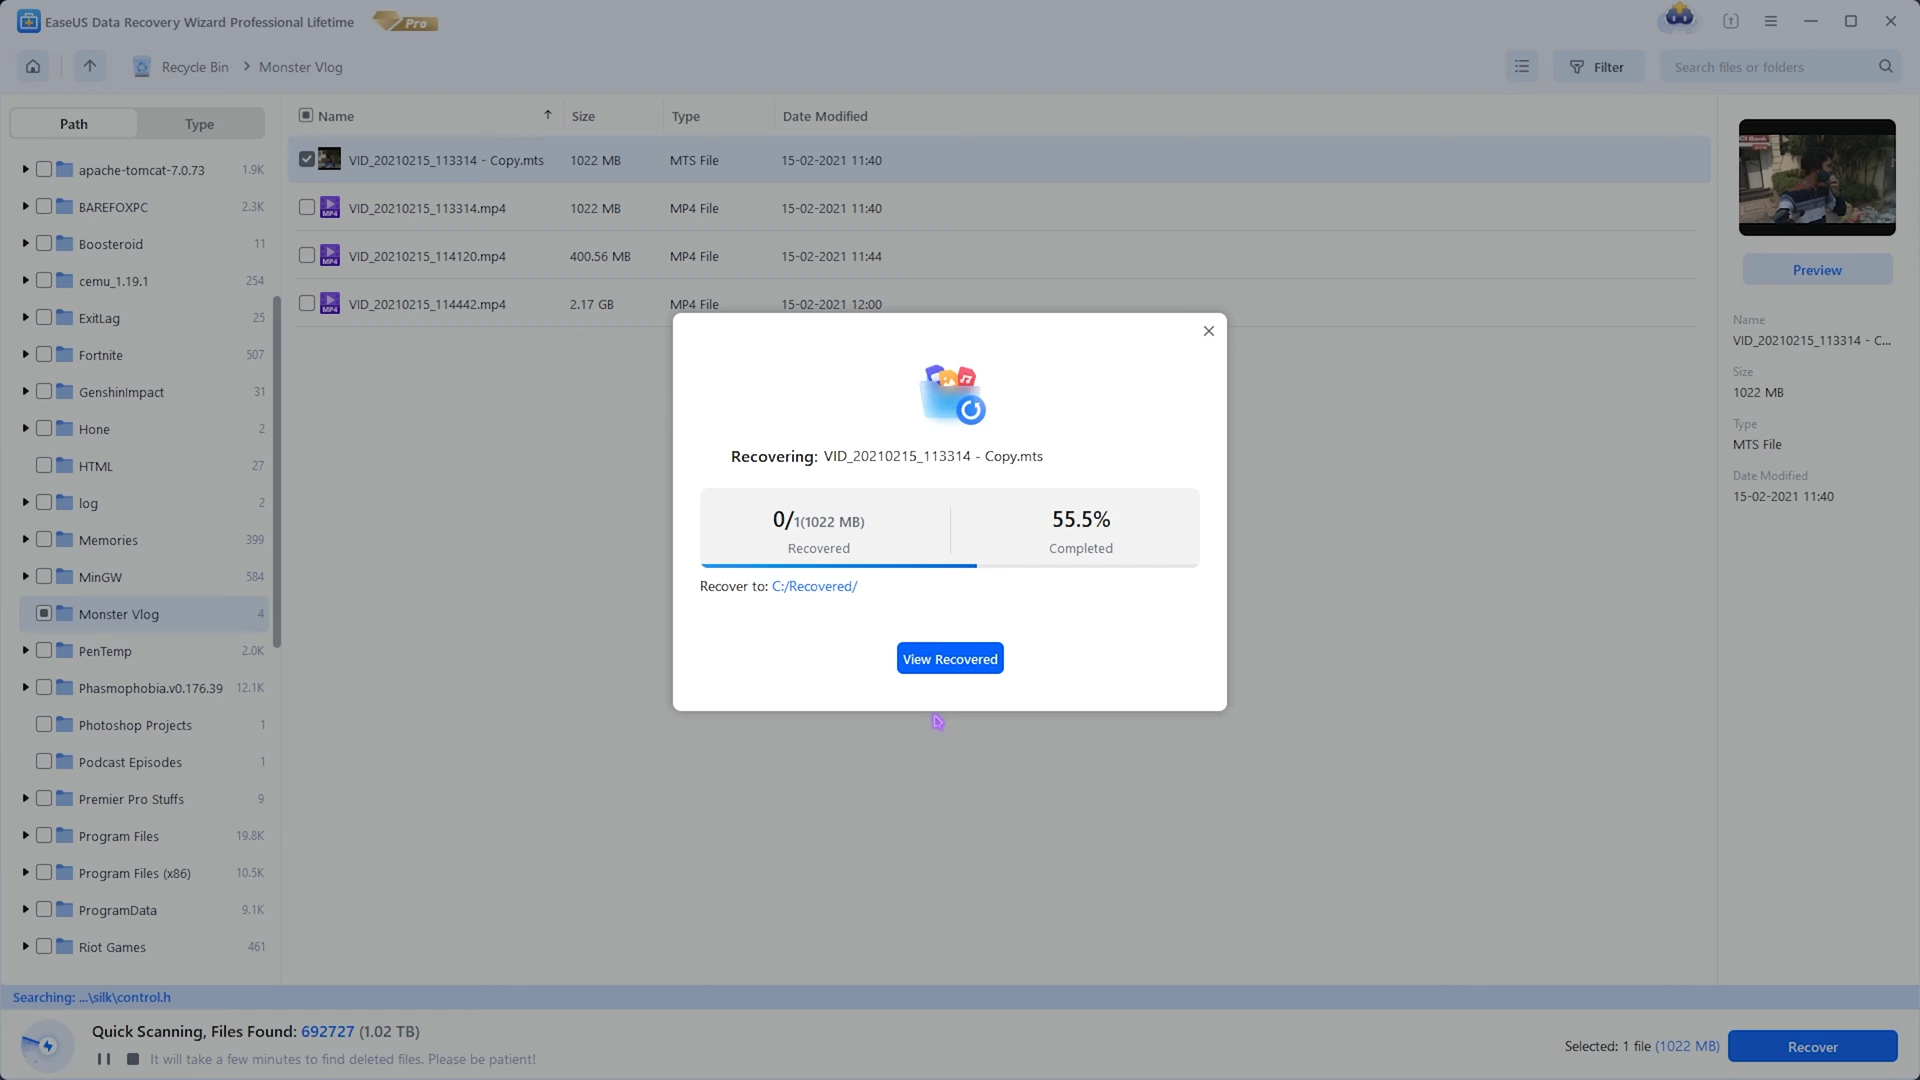 EaseUS Data Recovery Wizard Professional Lifetime Pro
Recycle Bin > Monster Vlog
Filter
Search files or folders
Path Type
apache-tomcat-7.0.73 1.9K
BAREFOXPC 2.3K
Boosteroid 11
cemu_1.19.1 254
ExitLag 25
Fortnite 507
GenshinImpact 31
Hone 2
HTML 27
log 2
Memories 399
MinGW 584
Monster Vlog 4
PenTemp 2.0K
Phasmophobia.v0.176.39 12.1K
Photoshop Projects 1
Podcast Episodes 1
Premier Pro Stuffs 9
Program Files 19.8K
Program Files (x86) 10.5K
ProgramData 9.1K
Riot Games 461
Name Size Type Date Modified
VID_20210215_113314 - Copy.mts 1022 MB MTS File 15-02-2021 11:40
MP4 VID_20210215_113314.mp4 1022 MB MP4 File 15-02-2021 11:40
MP4 VID_20210215_114120.mp4 400.56 MB MP4 File 15-02-2021 11:44
MP4 VID_20210215_114442.mp4 2.17 GB MP4 File 15-02-2021 12:00
Recovering: VID_20210215_113314 - Copy.mts
0/1(1022 MB)
Recovered
55.5%
Completed
Recover to: C:/Recovered/
View Recovered
Preview
Name
VID_20210215_113314 - C...
Size
1022 MB
Type
MTS File
Date Modified
15-02-2021 11:40
Searching: ...\silk\control.h
Quick Scanning, Files Found: 692727 (1.02 TB)
It will take a few minutes to find deleted files. Please be patient!
Selected: 1 file (1022 MB)
Recover